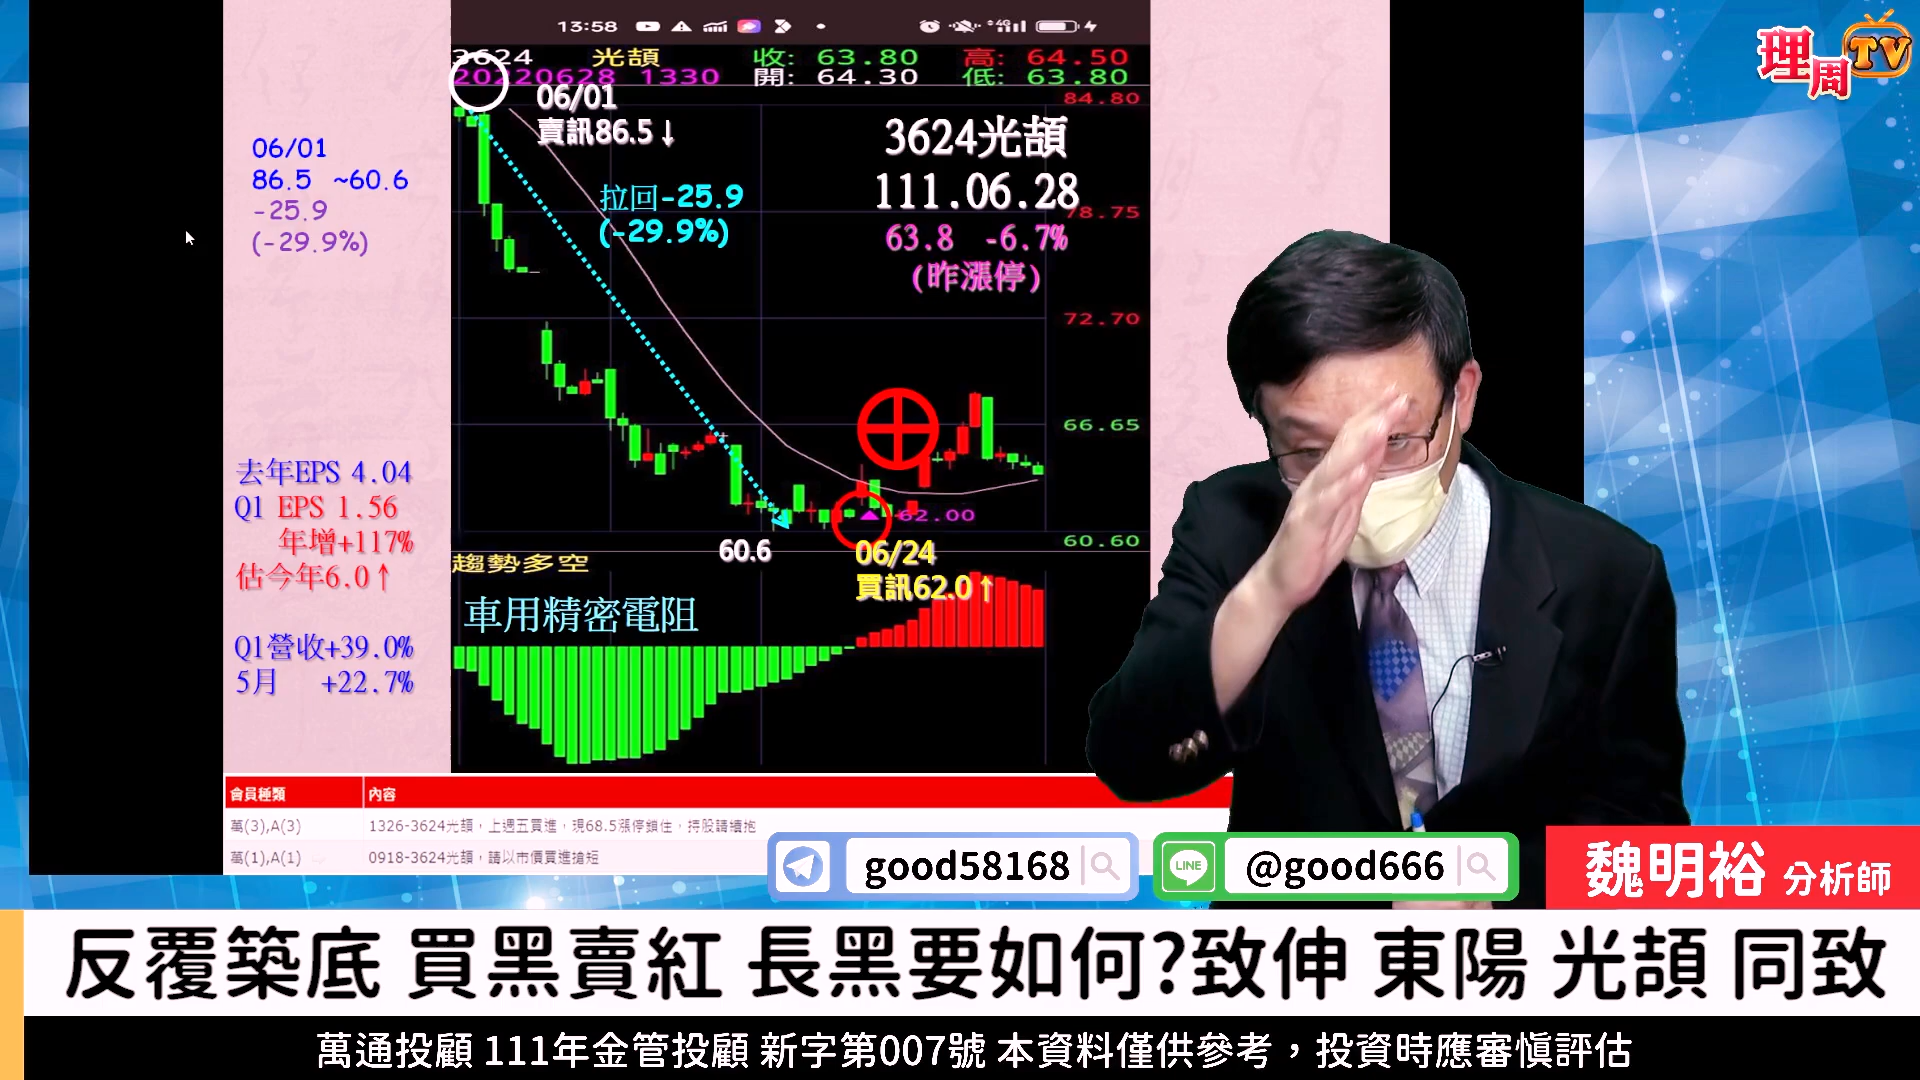 理周TV
13:58
4G
3624 光頡 收: 63.80 高: 64.50
20220628 1330 開: 64.30 低: 63.80
84.80
06/01
賣訊86.5↓
3624光頡
111.06.28
78.75
63.8 -6.7%
(昨漲停)
拉回-25.9
(-29.9%)
72.70
66.65
62.00
60.60
60.6
06/24
買訊62.0↑
趨勢多空
車用精密電阻
06/01
86.5 ~60.6
-25.9
(-29.9%)
去年EPS 4.04
Q1 EPS 1.56
年增+117%
估今年6.0↑
Q1營收+39.0%
5月 +22.7%
會員種類 內容
萬(3),A(3) 1326-3624光頡，上週五買進，現68.5漲停鎖住，持股請續抱
萬(1),A(1) 0918-3624光頡，請以市價買進搶短
good58168
LINE @good666
魏明裕 分析師
反覆築底 買黑賣紅 長黑要如何?致伸 東陽 光頡 同致
萬通投顧 111年金管投顧 新字第007號 本資料僅供參考，投資時應審慎評估